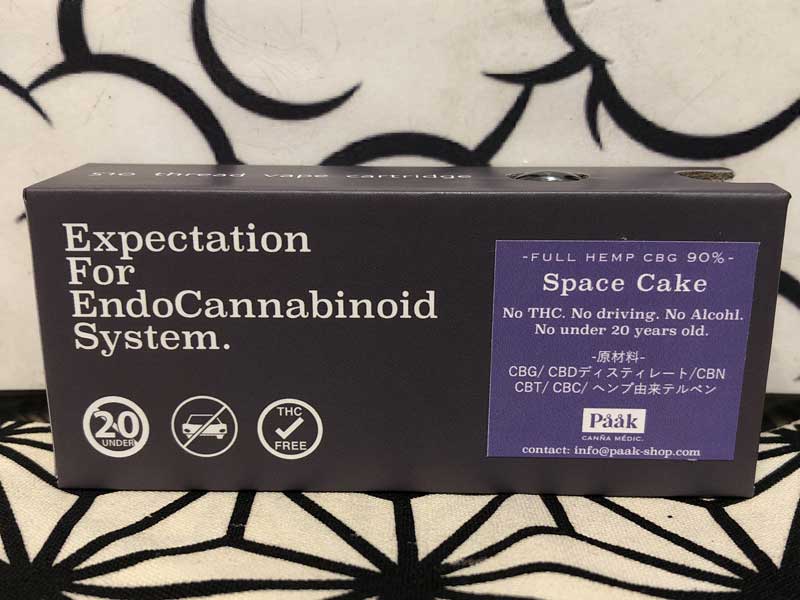 510 thread vape cartridge
Expectation
For
EndoCannabinoid
System.
20
UNDER
THC
FREE
-FULL HEMP CBG 90%-
Space Cake
No THC. No driving. No Alcohl.
No under 20 years old.
-原材料-
CBG/ CBDディスティレート/CBN
CBT/ CBC/ ヘンプ由来テルペン
Pååk
CANÑA MÉDIC.
contact: info@paak-shop.com